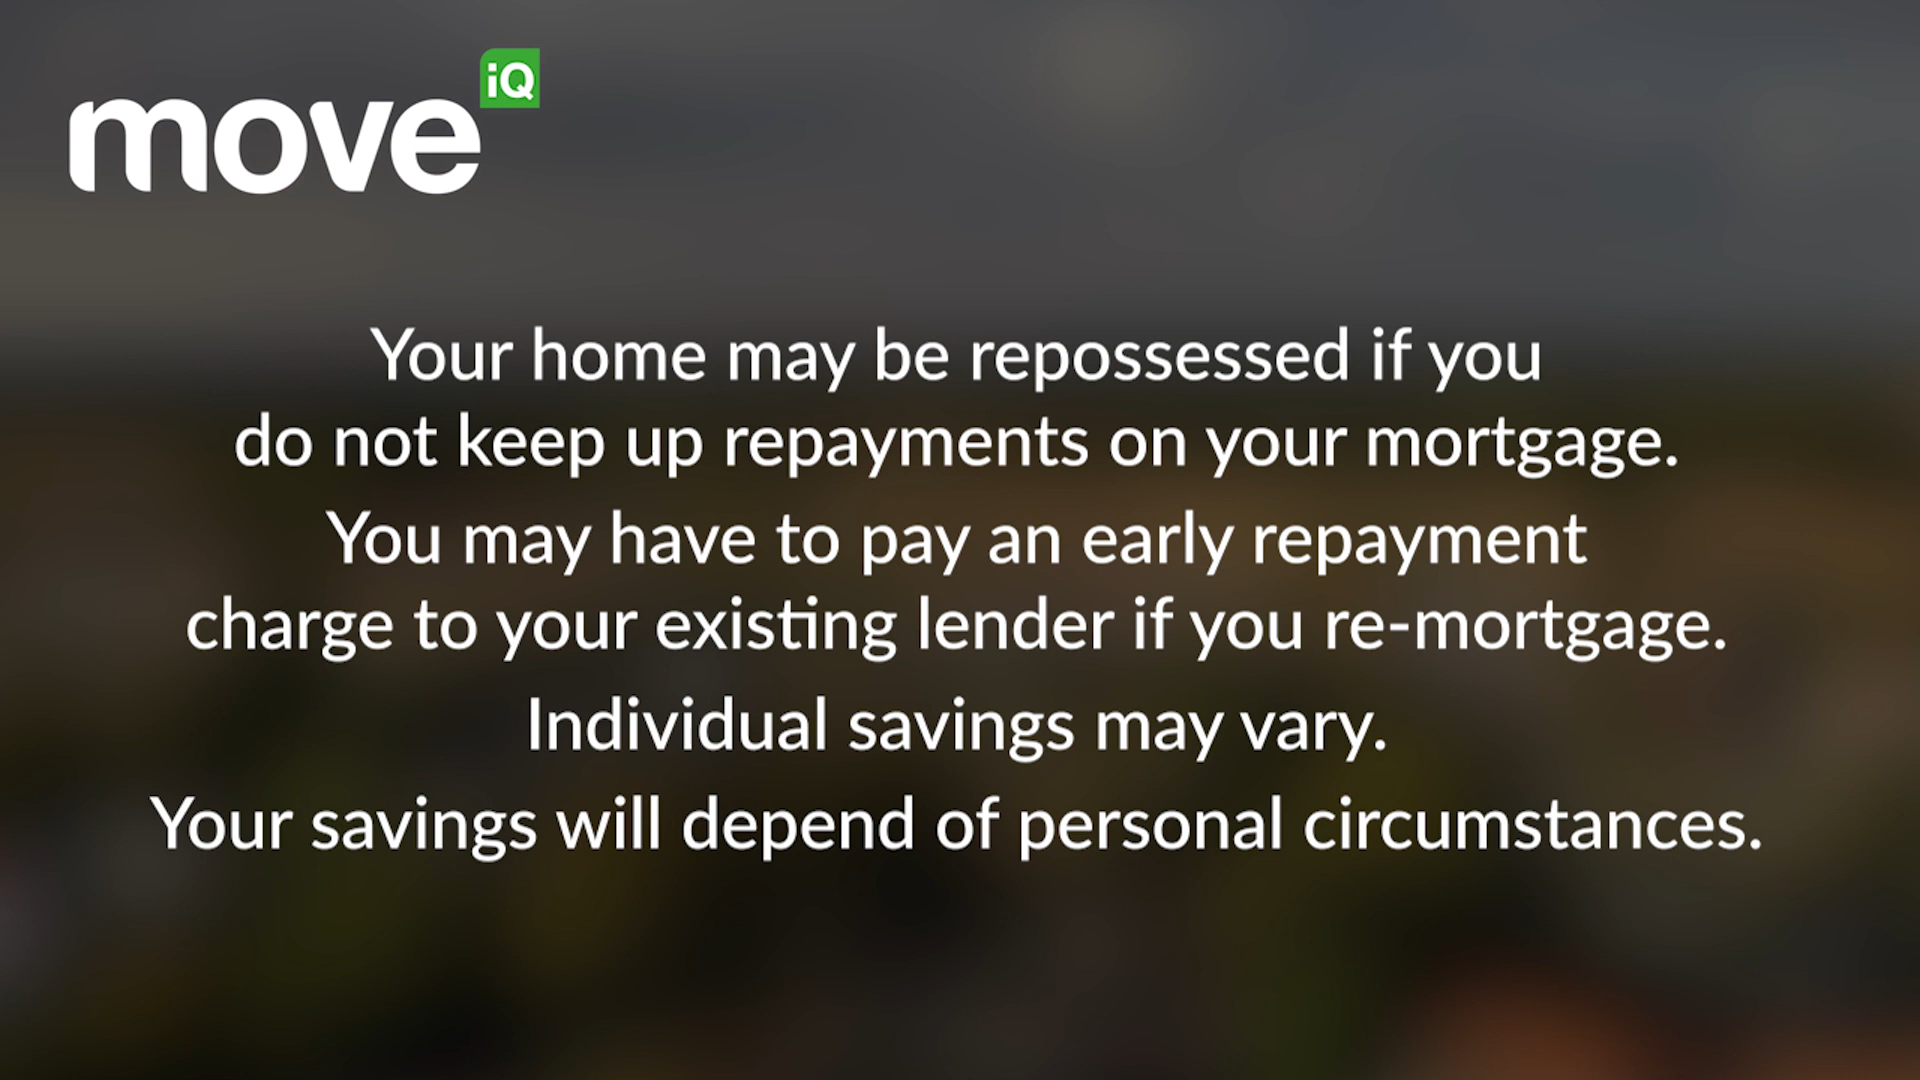 move iQ
Your home may be repossessed if you
do not keep up repayments on your mortgage.
You may have to pay an early repayment
charge to your existing lender if you re-mortgage.
Individual savings may vary.
Your savings will depend of personal circumstances.